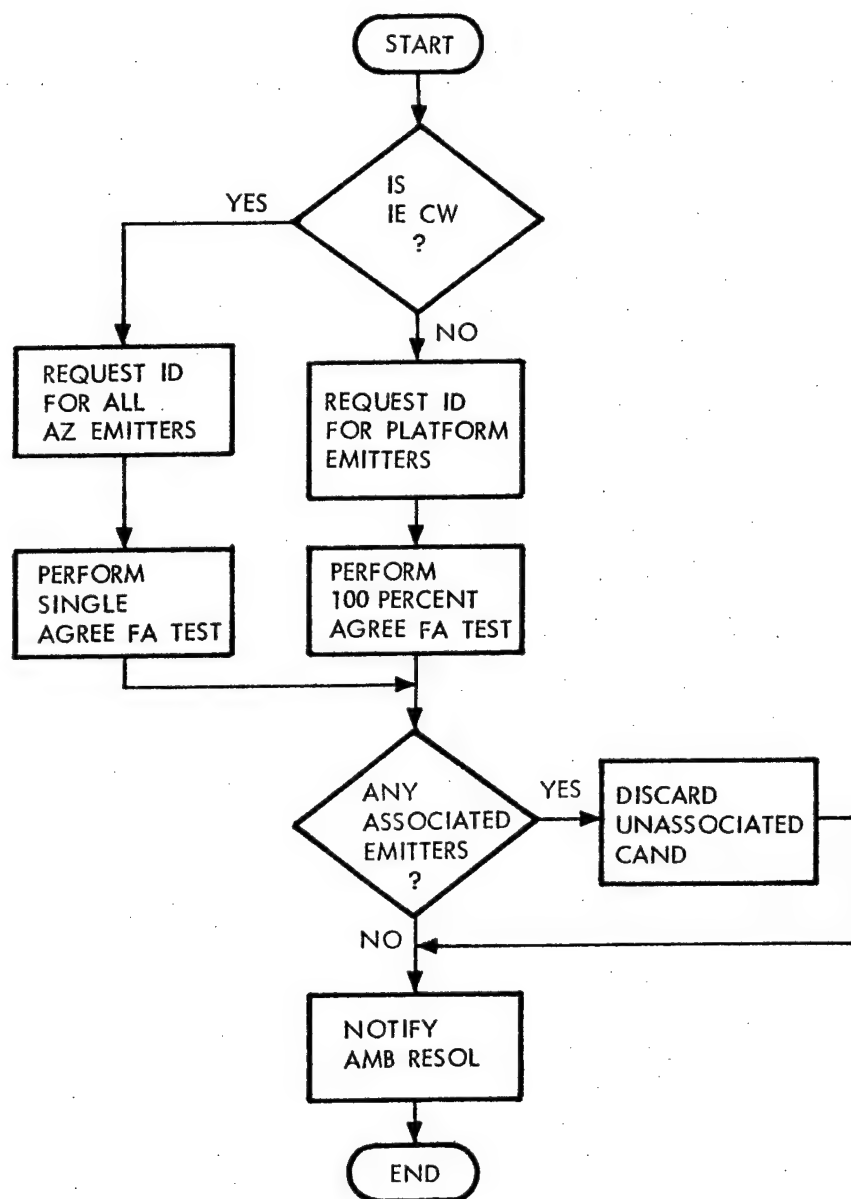 START
IS
IE CW
?
YES
NO
REQUEST ID
FOR ALL
AZ EMITTERS
REQUEST ID
FOR PLATFORM
EMITTERS
PERFORM
SINGLE
AGREE FA TEST
PERFORM
100 PERCENT
AGREE FA TEST
ANY
ASSOCIATED
EMITTERS
?
YES
DISCARD
UNASSOCIATED
CAND
NO
NOTIFY
AMB RESOL
END